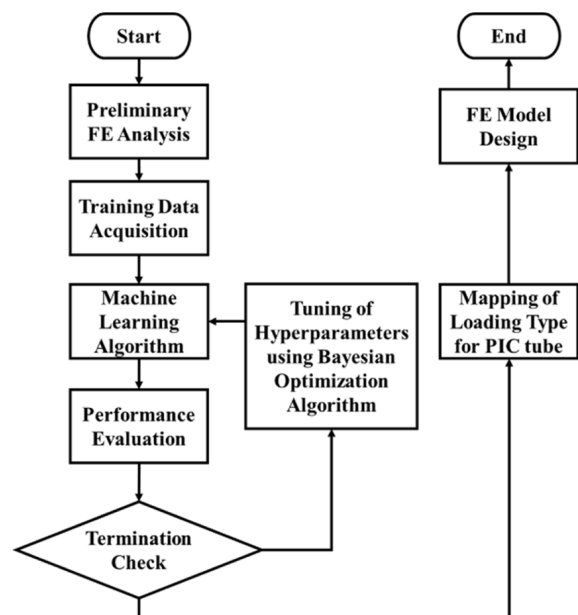 Start
Preliminary
FE Analysis
Training Data
Acquisition
Machine
Learning
Algorithm
Performance
Evaluation
Termination
Check
Tuning of
Hyperparameters
using Bayesian
Optimization
Algorithm
Mapping of
Loading Type
for PIC tube
FE Model
Design
End